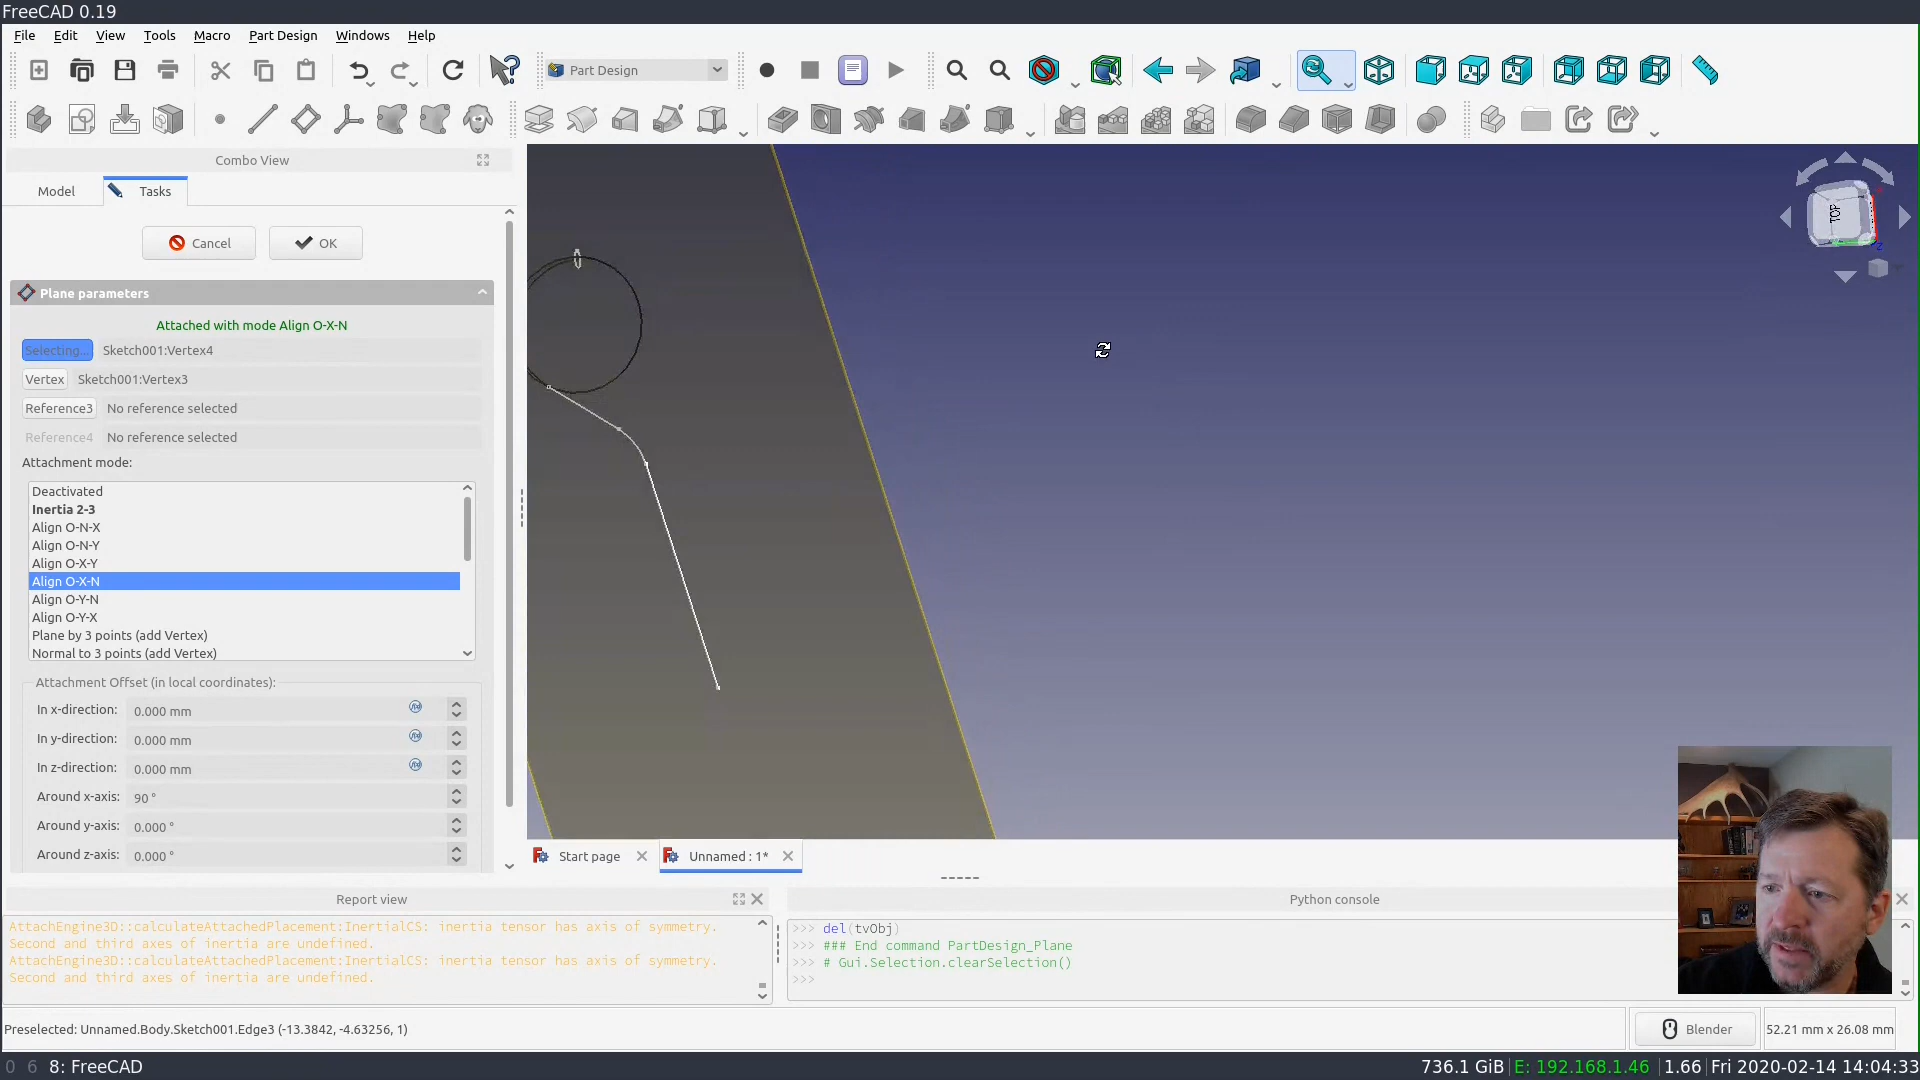 FreeCAD 0.19
File Edit View Tools Macro Part Design Windows Help
Part Design
Combo View
Model Tasks
Cancel OK
Plane parameters
Attached with mode Align O-X-N
Selecting... Sketch001:Vertex4
Vertex Sketch001:Vertex3
Reference3 No reference selected
Reference4 No reference selected
Attachment mode:
Deactivated
Inertia 2-3
Align O-N-X
Align O-N-Y
Align O-X-Y
Align O-X-N
Align O-Y-N
Align O-Y-X
Plane by 3 points (add Vertex)
Normal to 3 points (add Vertex)
Attachment Offset (in local coordinates):
In x-direction: 0.000 mm
In y-direction: 0.000 mm
In z-direction: 0.000 mm
Around x-axis: 90 °
Around y-axis: 0.000 °
Around z-axis: 0.000 °
TOP
Z
Start page Unnamed : 1*
Report view
AttachEngine3D::calculateAttachedPlacement:InertialCS: inertia tensor has axis of symmetry.
Second and third axes of inertia are undefined.
AttachEngine3D::calculateAttachedPlacement:InertialCS: inertia tensor has axis of symmetry.
Second and third axes of inertia are undefined.
Python console
>>> del(tvObj)
>>> ### End command PartDesign_Plane
>>> # Gui.Selection.clearSelection()
>>>
Preselected: Unnamed.Body.Sketch001.Edge3 (-13.3842, -4.63256, 1)
Blender 52.21 mm x 26.08 mm
0 6 8: FreeCAD
736.1 GiB E: 192.168.1.46 1.66 Fri 2020-02-14 14:04:33